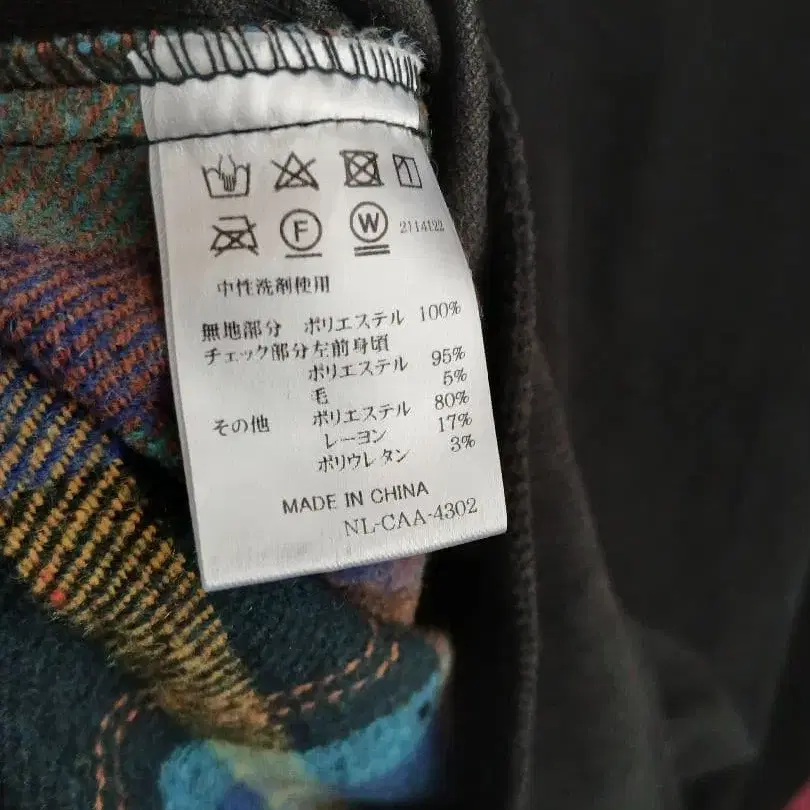 F W 2114122
中性洗剤使用
無地部分 ポリエステル 100%
チェック部分左前身頃
ポリエステル 95%
毛 5%
その他 ポリエステル 80%
レーヨン 17%
ポリウレタン 3%
MADE IN CHINA
NL-CAA-4302